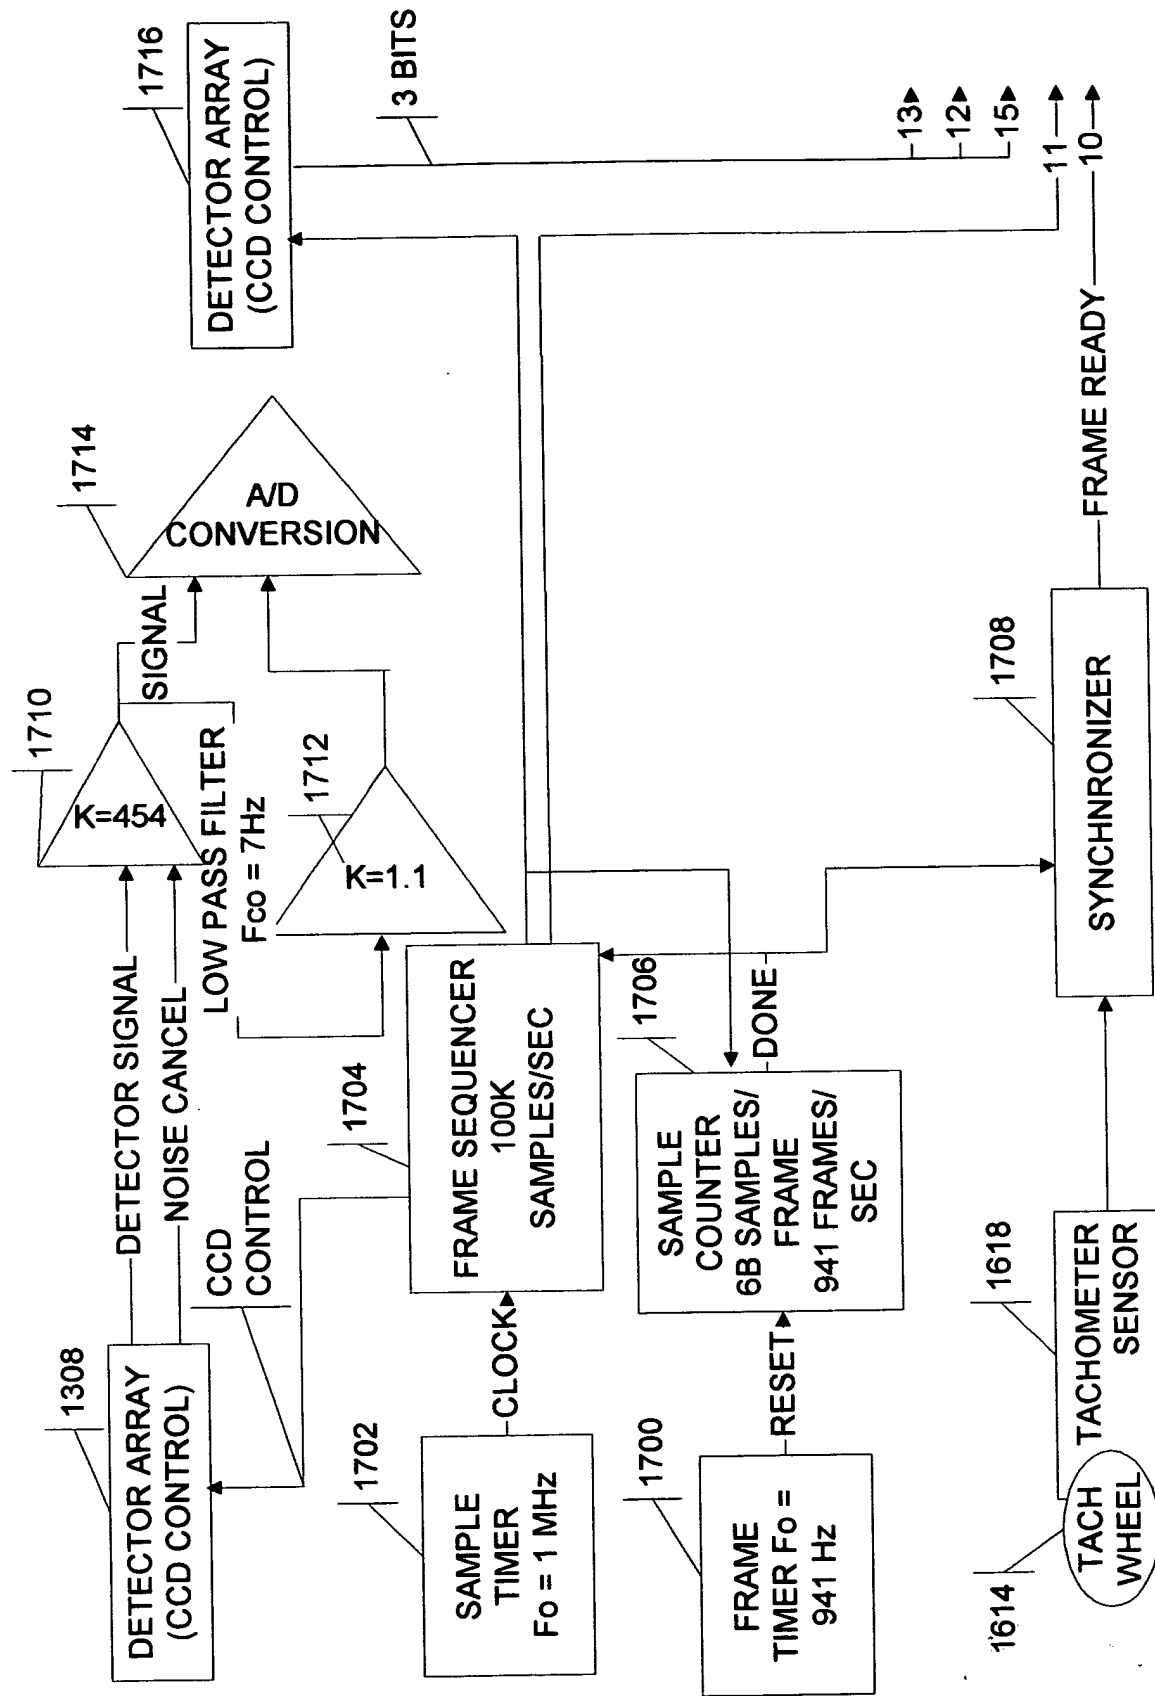 1308
DETECTOR ARRAY
(CCD CONTROL)
DETECTOR SIGNAL
NOISE CANCEL
CCD
CONTROL
1710
K=454
SIGNAL
LOW PASS FILTER
Fco = 7Hz
1712
K=1.1
1714
A/D
CONVERSION
1716
DETECTOR ARRAY
(CCD CONTROL)
3 BITS
1702
SAMPLE
TIMER
Fo = 1 MHz
CLOCK
1704
FRAME SEQUENCER
100K
SAMPLES/SEC
1700
FRAME
TIMER Fo =
941 Hz
RESET
1706
SAMPLE
COUNTER
6B SAMPLES/
FRAME
941 FRAMES/
SEC
DONE
13
12
15
11
10
1614
TACH
WHEEL
1618
TACHOMETER
SENSOR
1708
SYNCHRONIZER
FRAME READY